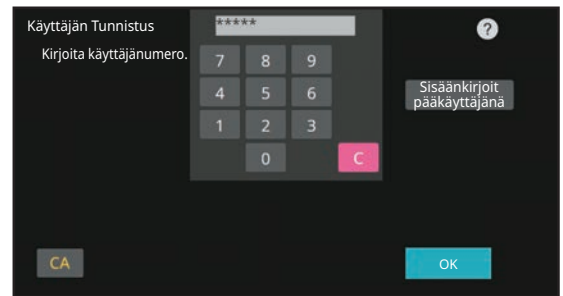 Käyttäjän Tunnistus
*****
?
Kirjoita käyttäjänumero.
7 8 9
4 5 6
Sisäänkirjoit
pääkäyttäjänä
1 2 3
0 C
CA
OK